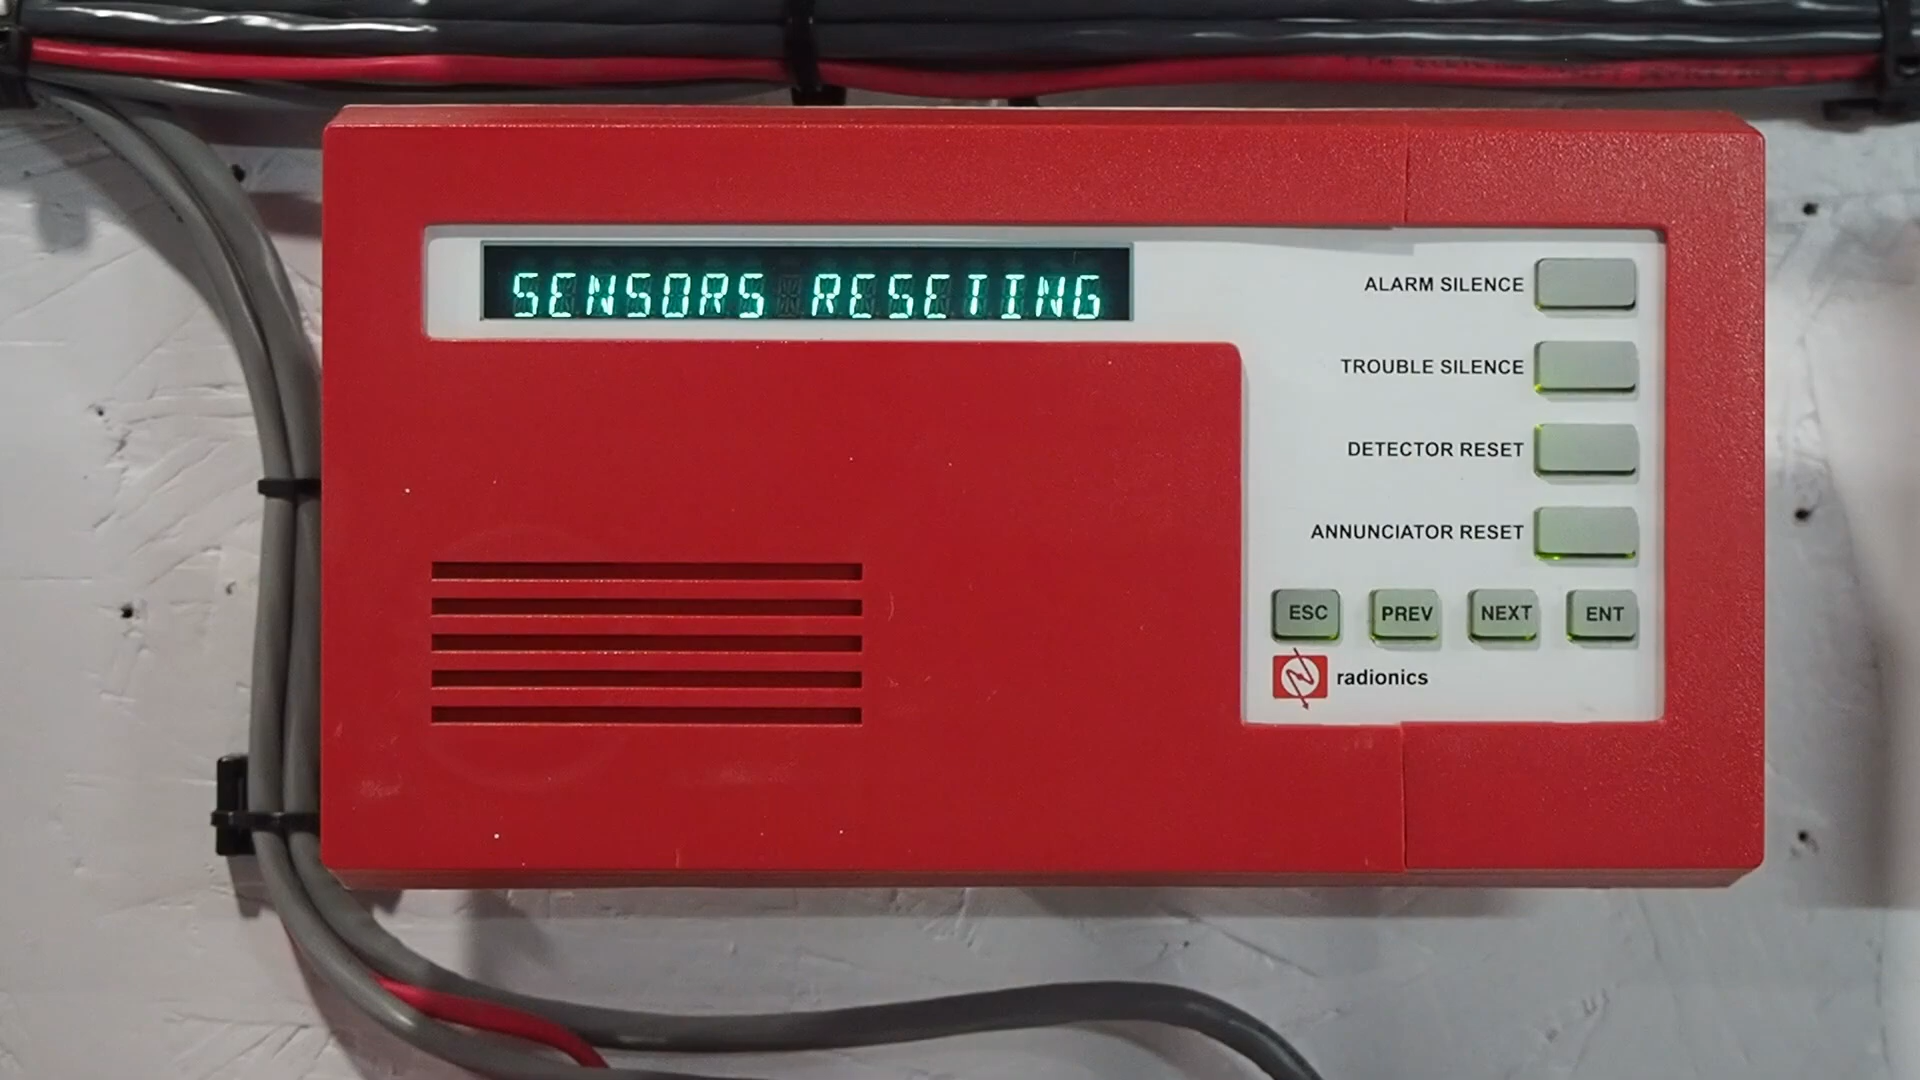 SENSORS RESETING
ALARM SILENCE
TROUBLE SILENCE
DETECTOR RESET
ANNUNCIATOR RESET
ESC PREV NEXT ENT
radionics